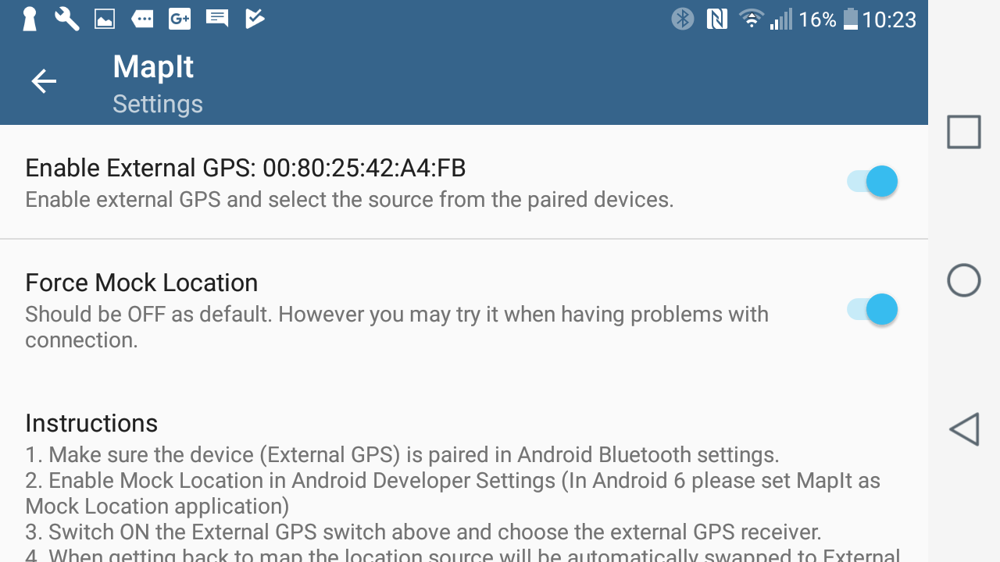 G+ 16% 10:23
MapIt
Settings
Enable External GPS: 00:80:25:42:A4:FB
Enable external GPS and select the source from the paired devices.
Force Mock Location
Should be OFF as default. However you may try it when having problems with
connection.
Instructions
1. Make sure the device (External GPS) is paired in Android Bluetooth settings.
2. Enable Mock Location in Android Developer Settings (In Android 6 please set MapIt as
Mock Location application)
3. Switch ON the External GPS switch above and choose the external GPS receiver.
4. When getting back to map the location source will be automatically swapped to External